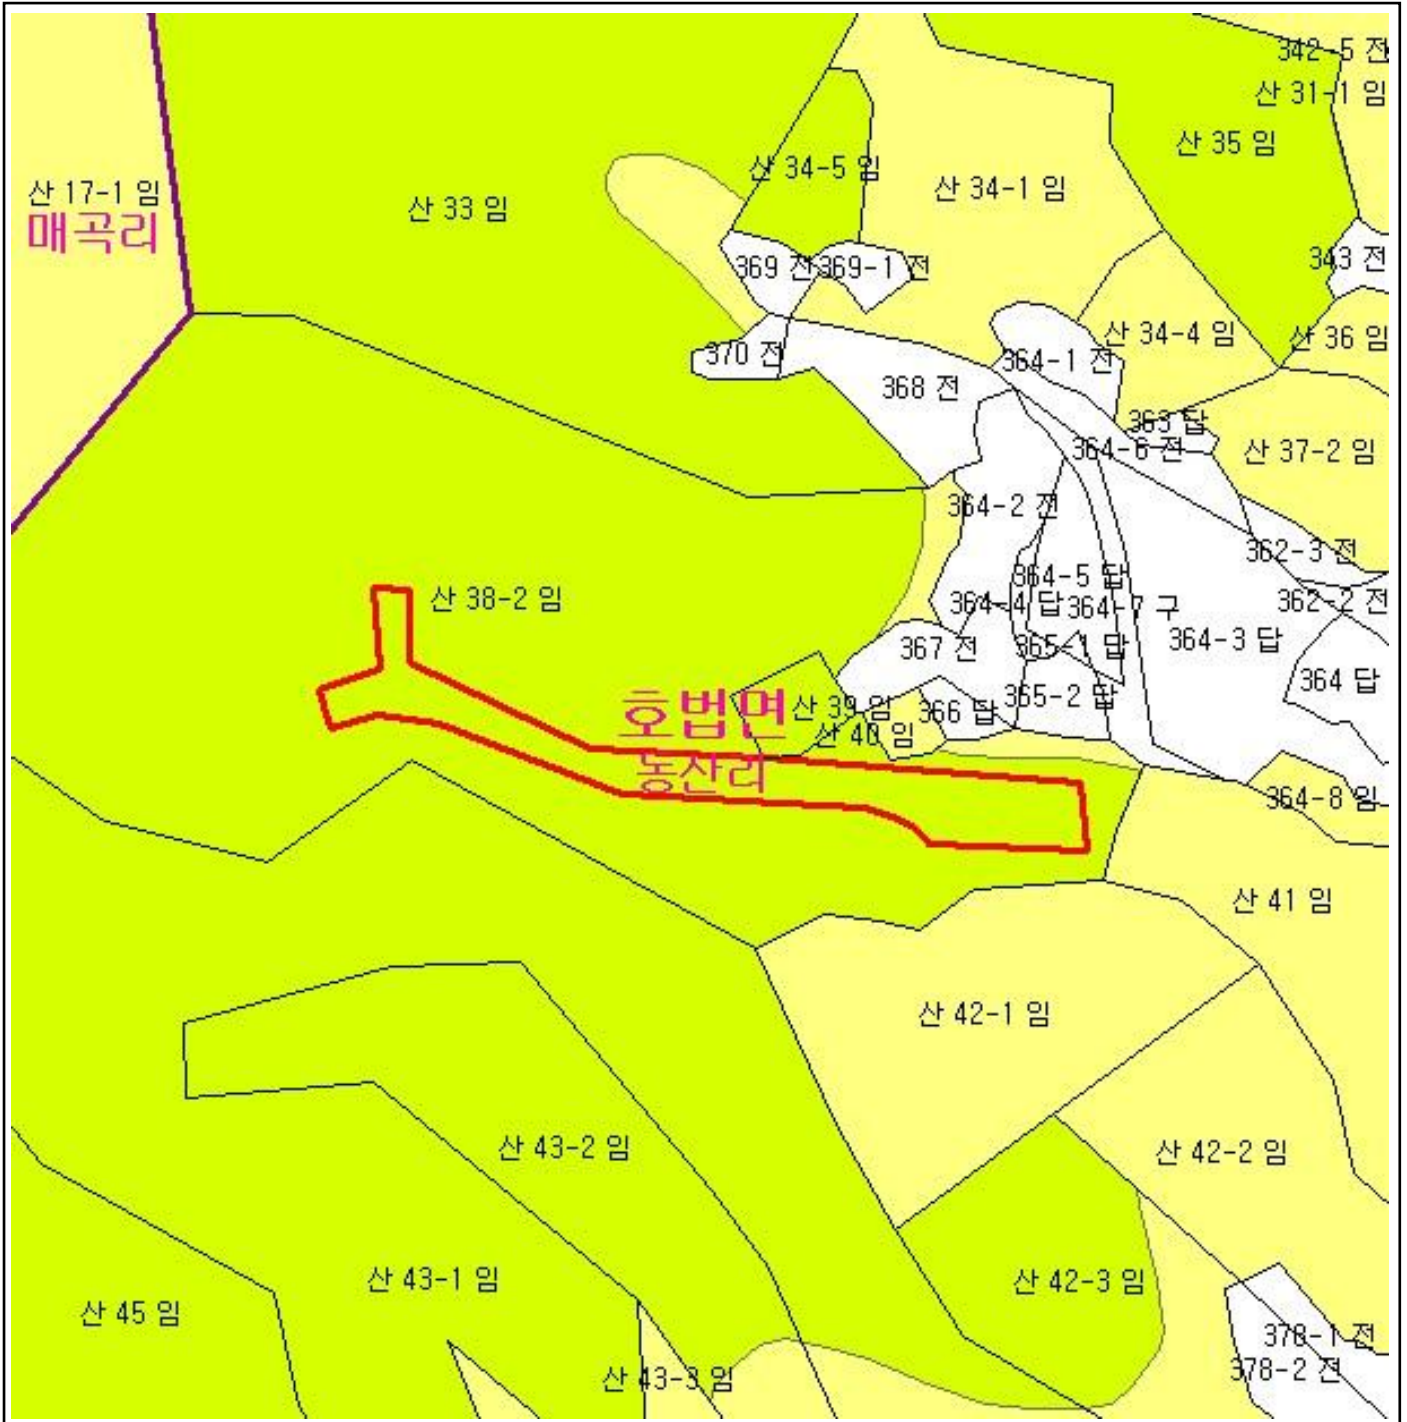 342-5 전
산 31-1 임
산 35 임
산 34-5 임
산 34-1 임
산 17-1 임
매곡리
산 33 임
343 전
369 전
369-1 전
산 34-4 임
산 36 임
370 전
364-1 전
368 전
363 답
364-6 전
산 37-2 임
364-2 전
362-3 전
364-5 답
산 38-2 임
364-4 답
364-7 구
362-2 전
367 전
365-1 답
364-3 답
364 답
365-2 답
산 39 임
366 답
호법면
산 40 임
동산리
364-8 임
산 41 임
산 42-1 임
산 43-2 임
산 42-2 임
산 43-1 임
산 42-3 임
산 45 임
378-1 전
378-2 전
산 43-3 임